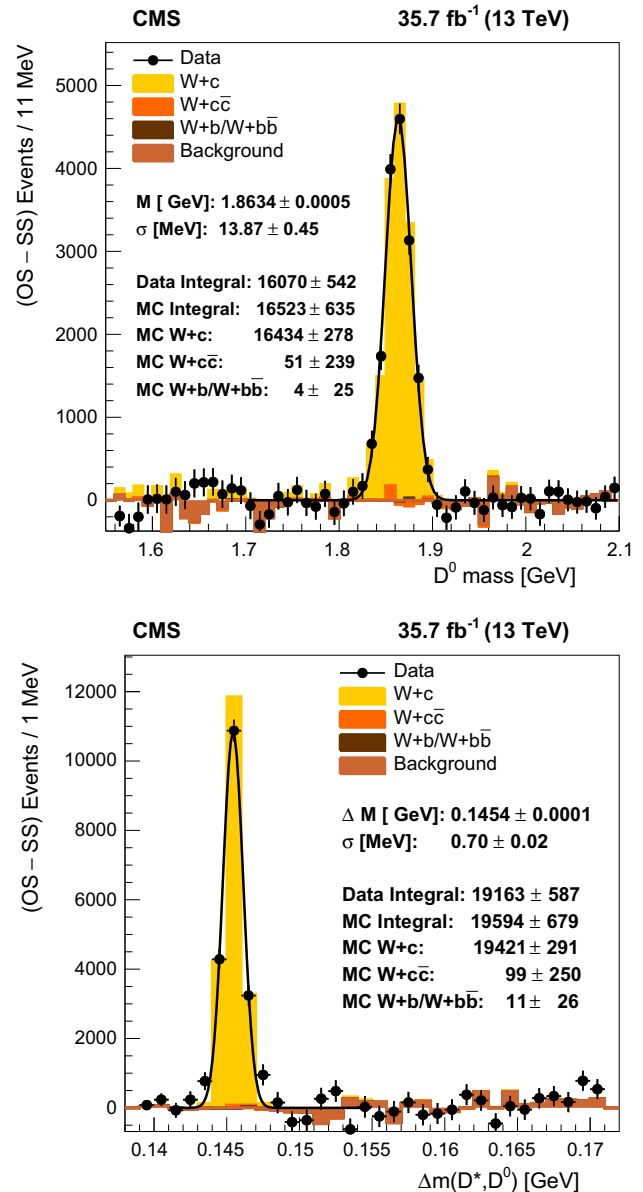 CMS 35.7 fb⁻¹ (13 TeV)
(OS − SS) Events / 11 MeV
5000
4000
3000
2000
1000
0
Data
W+c
W+cc̅
W+b/W+bb̅
Background
M [ GeV]: 1.8634 ± 0.0005
σ [MeV]: 13.87 ± 0.45
Data Integral: 16070 ± 542
MC Integral: 16523 ± 635
MC W+c: 16434 ± 278
MC W+cc̅: 51 ± 239
MC W+b/W+bb̅: 4 ± 25
1.6 1.7 1.8 1.9 2 2.1
D⁰ mass [GeV]
CMS 35.7 fb⁻¹ (13 TeV)
(OS − SS) Events / 1 MeV
12000
10000
8000
6000
4000
2000
0
Data
W+c
W+cc̅
W+b/W+bb̅
Background
Δ M [ GeV]: 0.1454 ± 0.0001
σ [MeV]: 0.70 ± 0.02
Data Integral: 19163 ± 587
MC Integral: 19594 ± 679
MC W+c: 19421 ± 291
MC W+cc̅: 99 ± 250
MC W+b/W+bb̅: 11 ± 26
0.14 0.145 0.15 0.155 0.16 0.165 0.17
Δm(D*,D⁰) [GeV]